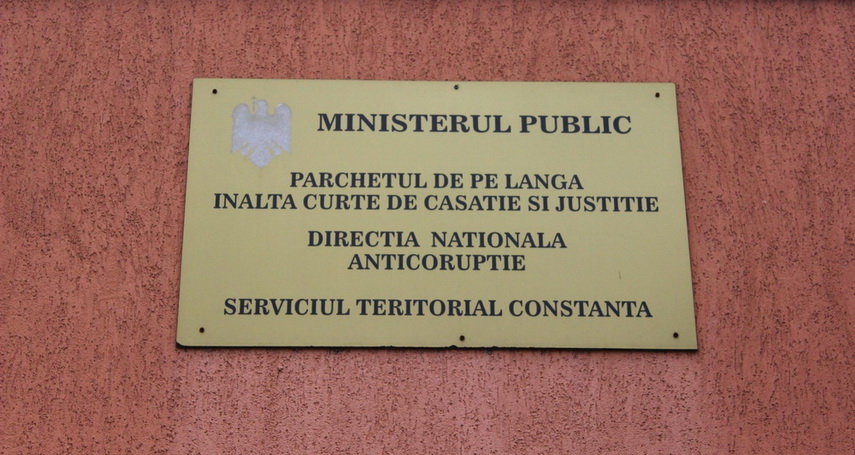 MINISTERUL PUBLIC
PARCHETUL DE PE LANGA
INALTA CURTE DE CASATIE SI JUSTITIE
DIRECTIA NATIONALA
ANTICORUPTIE
SERVICIUL TERITORIAL CONSTANTA